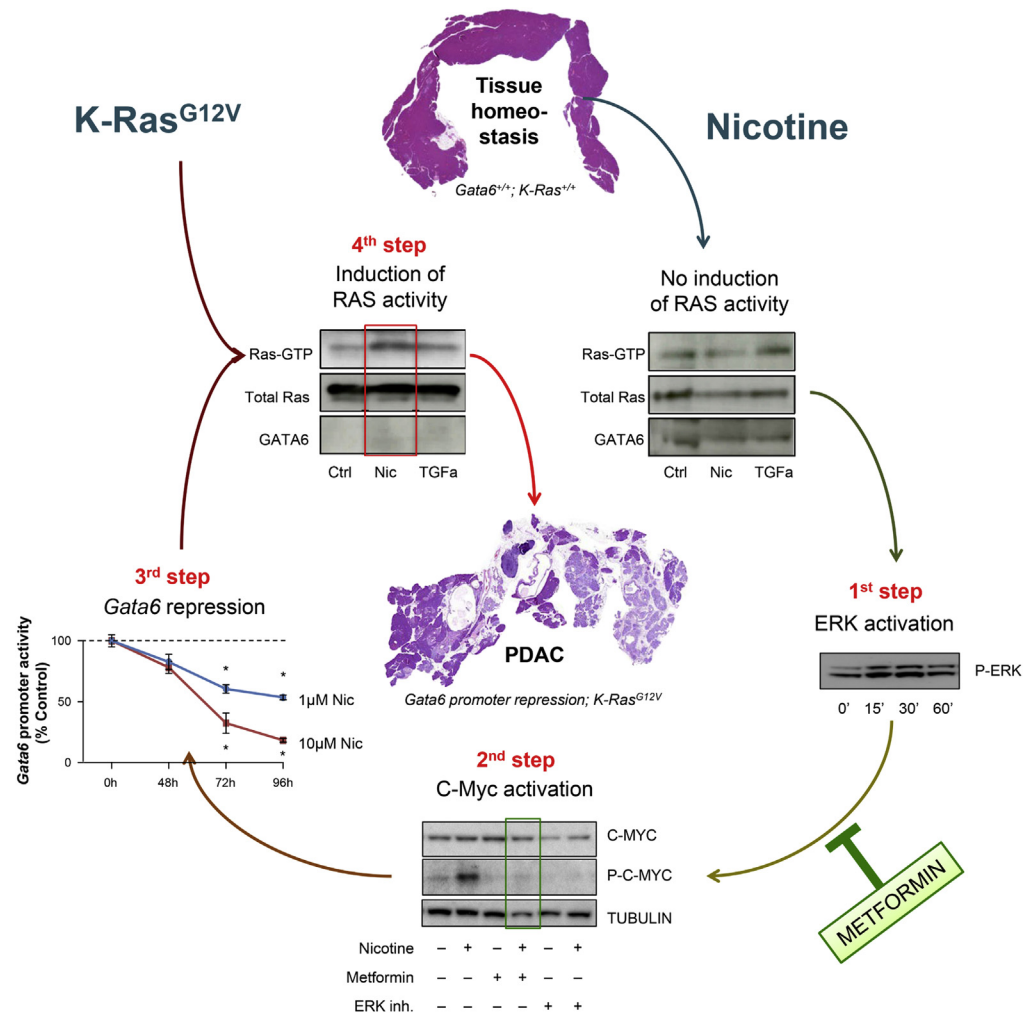 Tissue
homeo-
stasis
Gata6+/+; K-Ras+/+
K-RasG12V
Nicotine
4th step
Induction of
RAS activity
Ras-GTP
Total Ras
GATA6
Ctrl Nic TGFa
No induction
of RAS activity
Ras-GTP
Total Ras
GATA6
Ctrl Nic TGFa
1st step
ERK activation
P-ERK
0’ 15’ 30’ 60’
METFORMIN
2nd step
C-Myc activation
C-MYC
P-C-MYC
TUBULIN
Nicotine – + – + – +
Metformin – – + + – –
ERK inh. – – – – + +
3rd step
Gata6 repression
Gata6 promoter activity
(% Control)
100
50
0
* *
* *
1µM Nic
10µM Nic
0h 48h 72h 96h
PDAC
Gata6 promoter repression; K-RasG12V